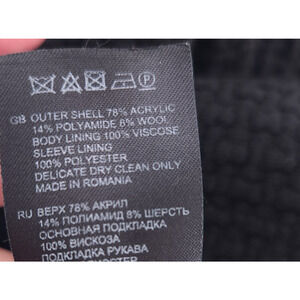 GB OUTER SHELL 78% ACRYLIC
14% POLYAMIDE 8% WOOL
BODY LINING 100% VISCOSE
SLEEVE LINING
100% POLYESTER
DELICATE DRY CLEAN ONLY
MADE IN ROMANIA
RU ВЕРХ 78% АКРИЛ
14% ПОЛИАМИД 8% ШЕРСТЬ
ОСНОВНАЯ ПОДКЛАДКА
100% ВИСКОЗА
ПОДКЛАДКА РУКАВА